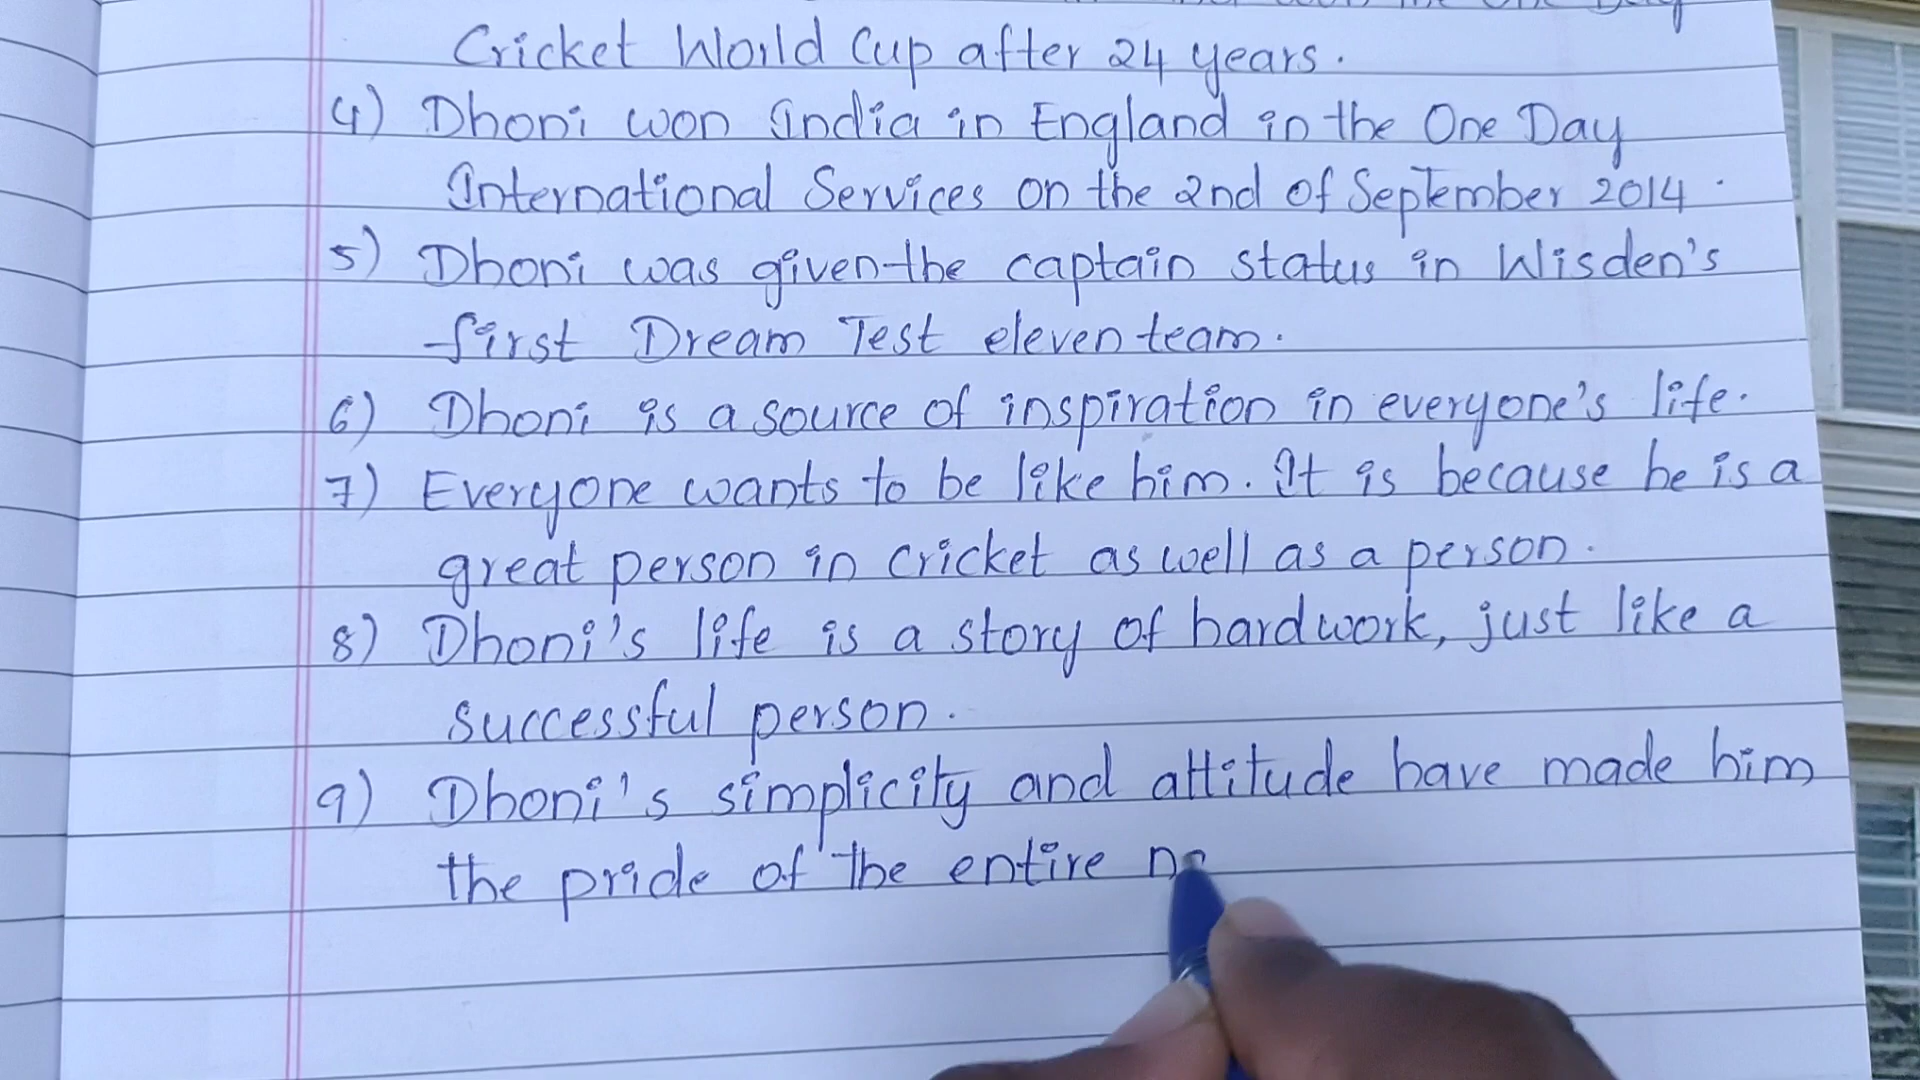 Cricket World Cup after 24 years.
4) Dhoni won India in England in the One Day
International Services on the 2nd of September 2014.
5) Dhoni was given the captain status in Wisden's
first Dream Test eleven team.
6) Dhoni is a source of inspiration in everyone's life.
7) Everyone wants to be like him. It is because he is a
great person in cricket as well as a person.
8) Dhoni's life is a story of hardwork, just like a
successful person.
9) Dhoni's simplicity and attitude have made him
the pride of the entire